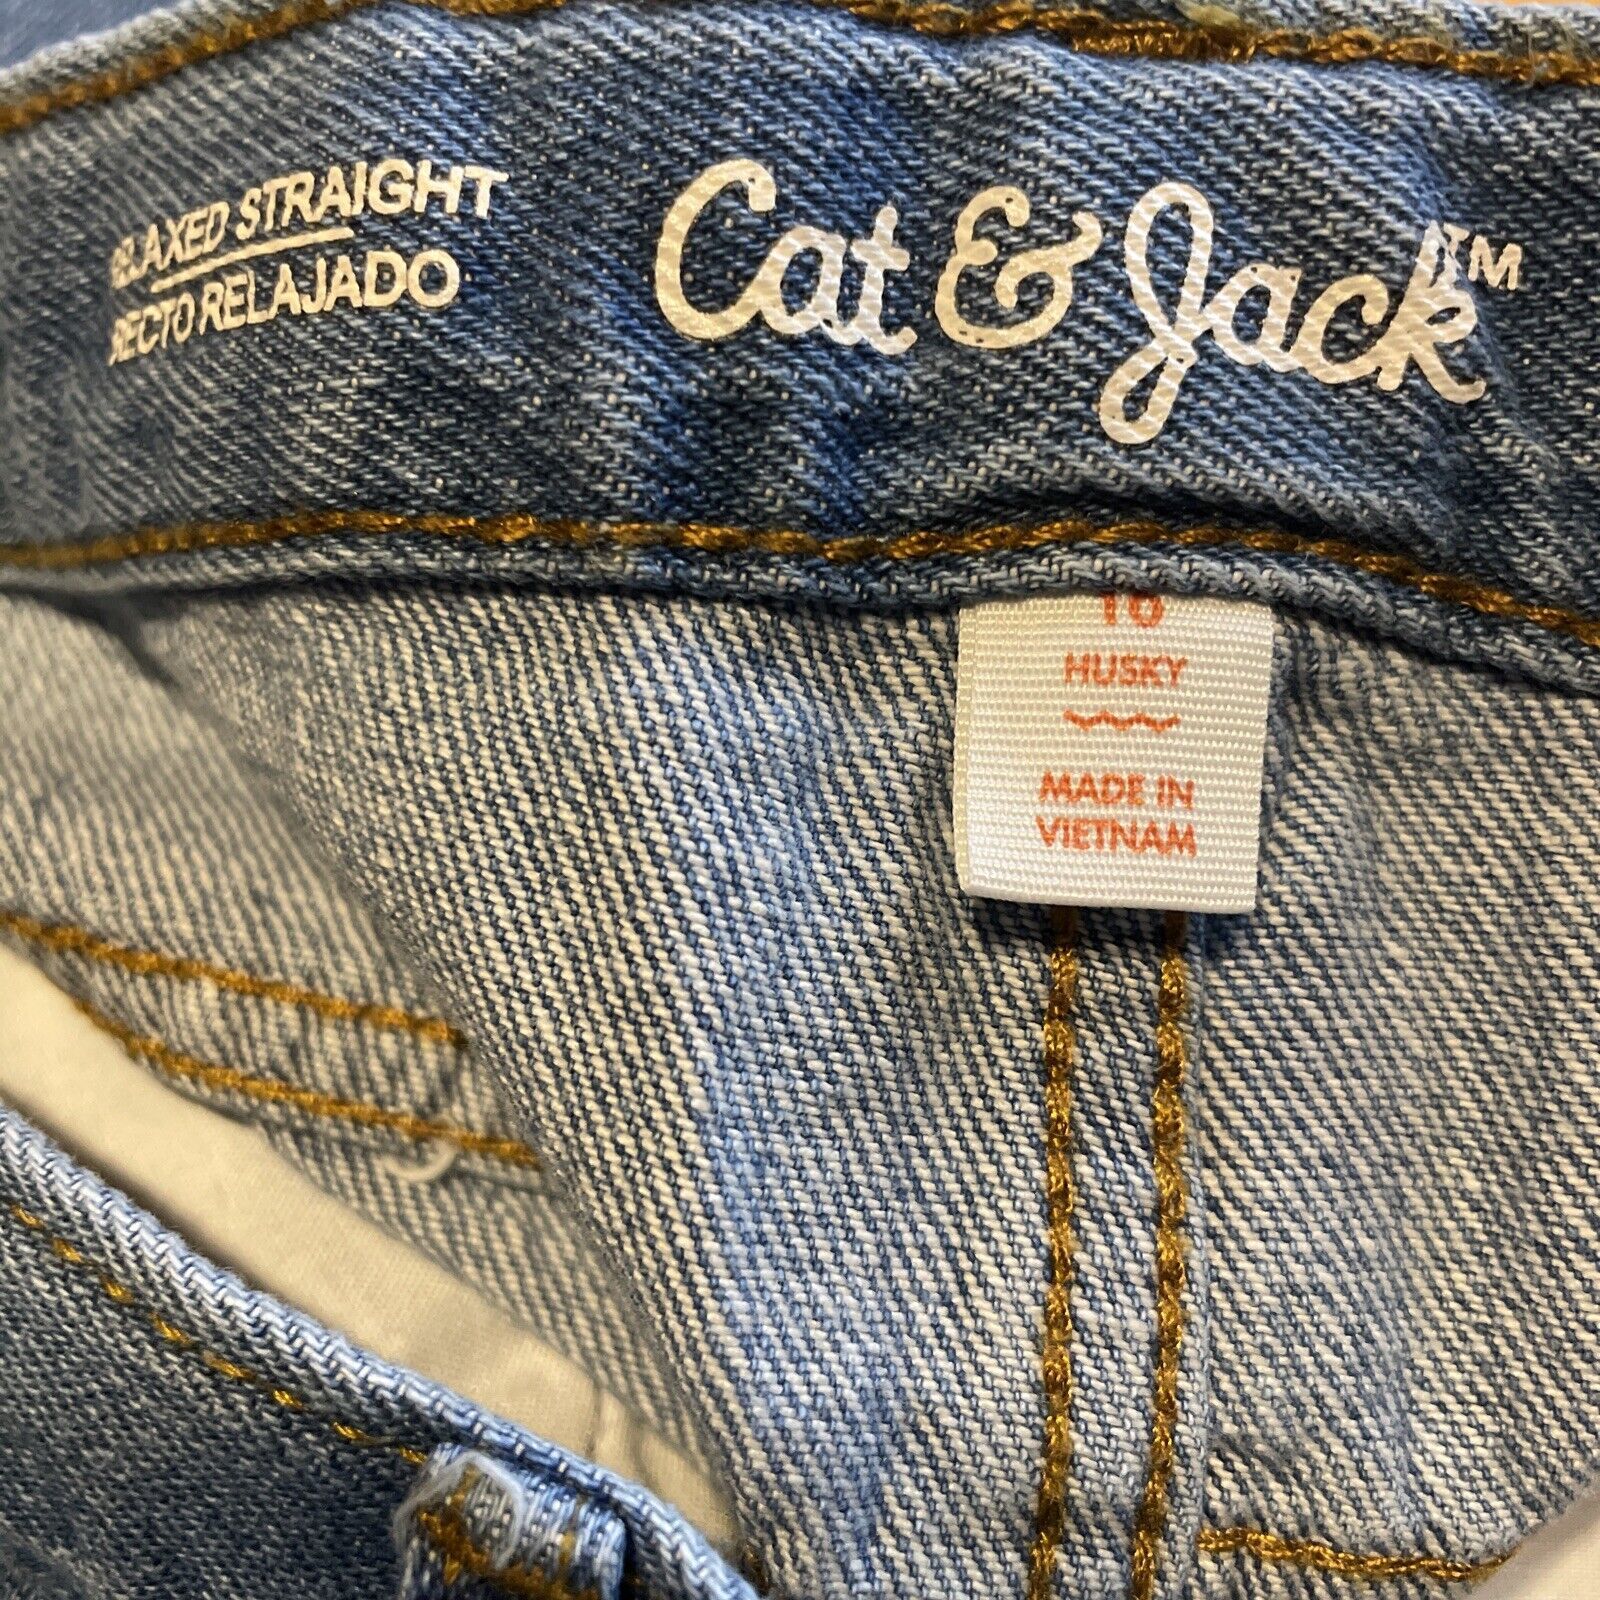 RELAXED STRAIGHT
RECTO RELAJADO
Cat & Jack™
HUSKY
MADE IN
VIETNAM